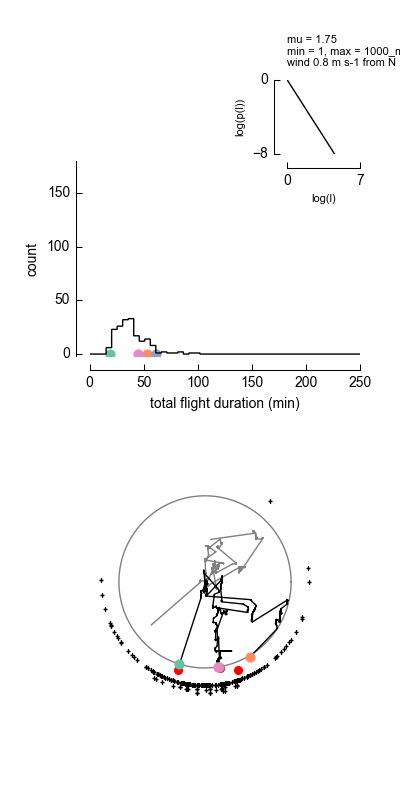 mu = 1.75
min = 1, max = 1000_m
wind 0.8 m s-1 from N
0
−8
log(p(l))
0 7
log(l)
150
100
50
0
count
0 50 100 150 200 250
total flight duration (min)